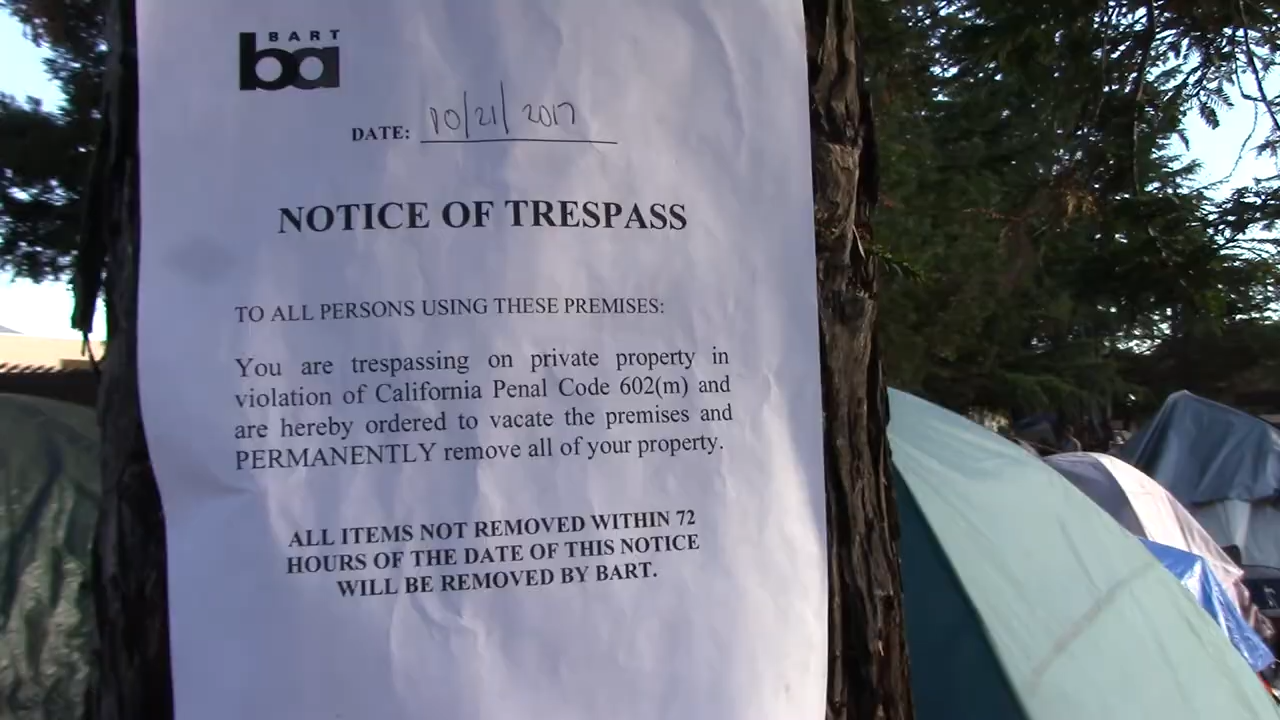 BART
ba
DATE: 10/21/2017
NOTICE OF TRESPASS
TO ALL PERSONS USING THESE PREMISES:
You are trespassing on private property in
violation of California Penal Code 602(m) and
are hereby ordered to vacate the premises and
PERMANENTLY remove all of your property.
ALL ITEMS NOT REMOVED WITHIN 72
HOURS OF THE DATE OF THIS NOTICE
WILL BE REMOVED BY BART.